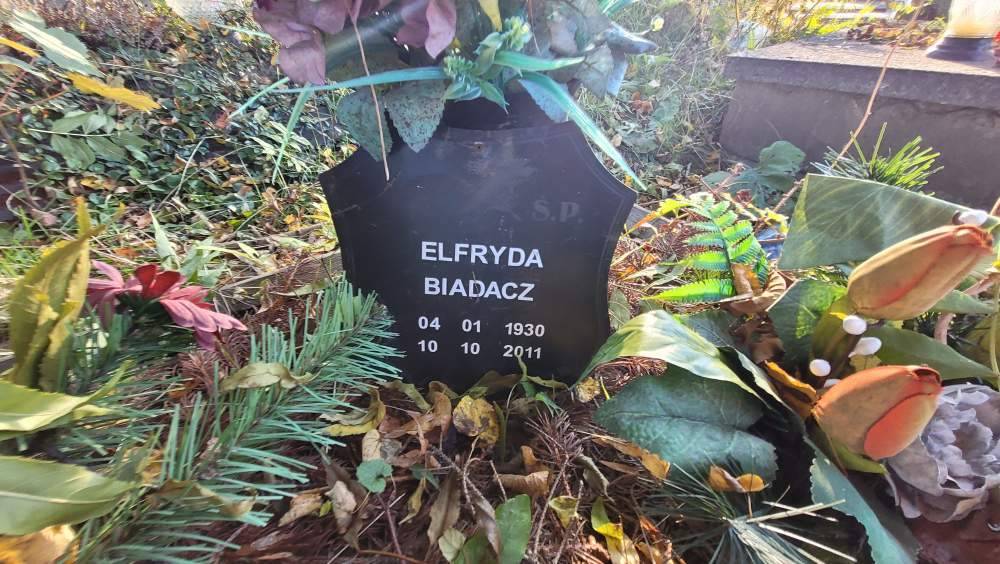 Ś.P.
ELFRYDA
BIADACZ
04 01 1930
10 10 2011